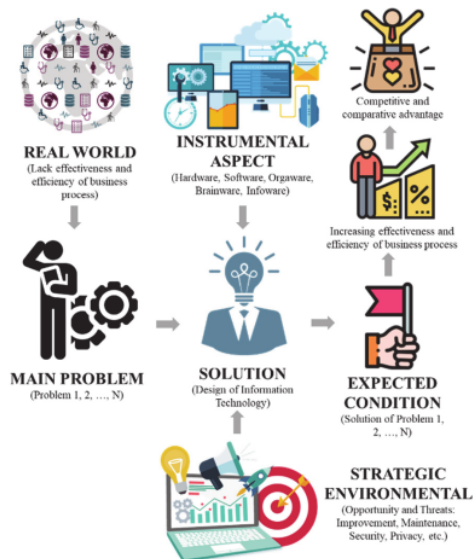 REAL WORLD
(Lack effectiveness and
efficiency of business
process)
INSTRUMENTAL
ASPECT
(Hardware, Software, Orgaware,
Brainware, Infoware)
Competitive and
comparative advantage
$:
%
Increasing effectiveness and
efficiency of business process
MAIN PROBLEM
(Problem 1, 2, ..., N)
SOLUTION
(Design of Information
Technology)
EXPECTED
CONDITION
(Solution of Problem 1,
2, ..., N)
STRATEGIC
ENVIRONMENTAL
(Opportunity and Threats:
Improvement, Maintenance,
Security, Privacy, etc.)